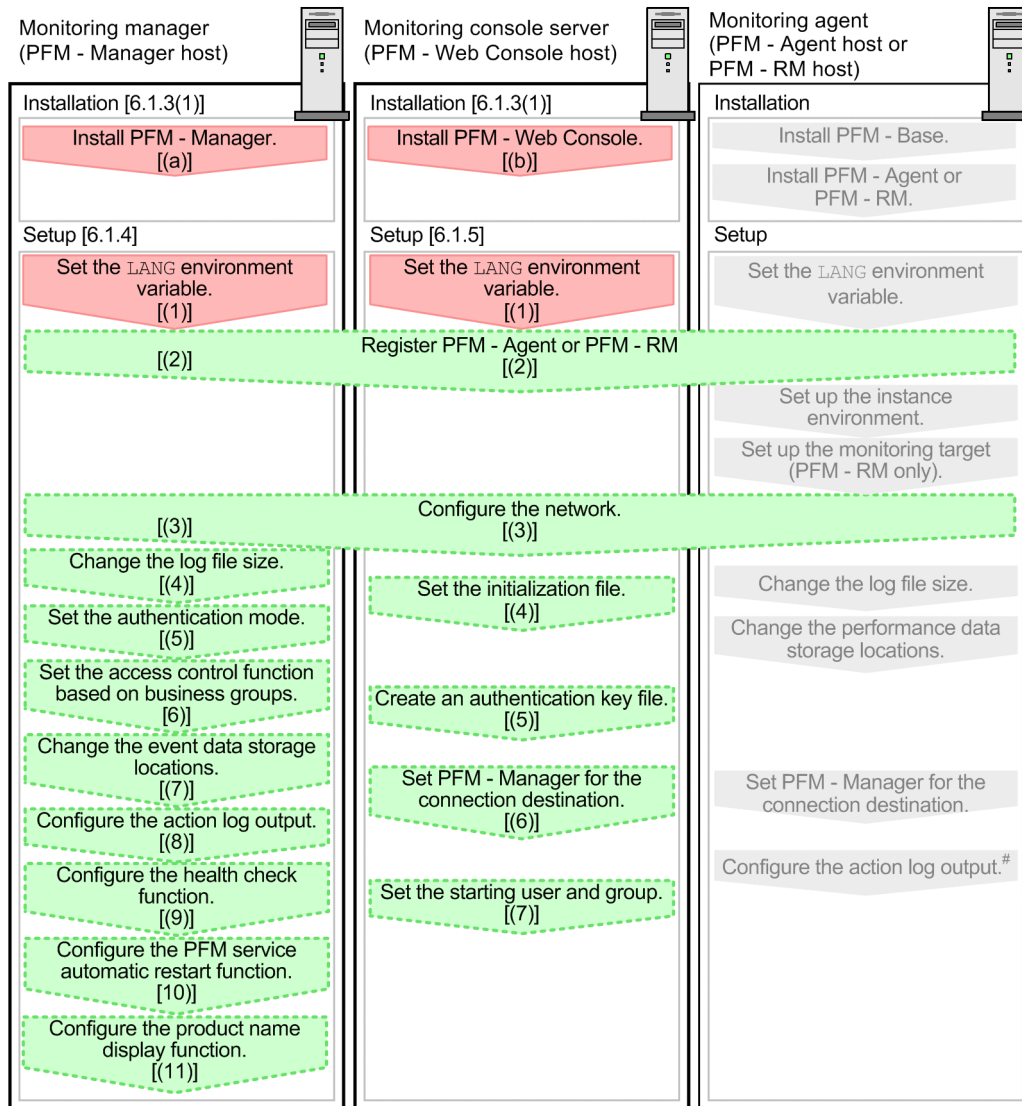 Monitoring manager
(PFM - Manager host)
Installation [6.1.3(1)]
Install PFM - Manager.
[(a)]
Setup [6.1.4]
Set the LANG environment
variable.
[(1)]
Monitoring console server
(PFM - Web Console host)
Installation [6.1.3(1)]
Install PFM - Web Console.
[(b)]
Setup [6.1.5]
Set the LANG environment
variable.
[(1)]
Monitoring agent
(PFM - Agent host or
PFM - RM host)
Installation
Install PFM - Base.
Install PFM - Agent or
PFM - RM.
Setup
Set the LANG environment
variable.
Register PFM - Agent or PFM - RM
[(2)]
[(2)]
Set up the instance
environment.
Set up the monitoring target
(PFM - RM only).
Configure the network.
[(3)]
[(3)]
Change the log file size.
[(4)]
Set the authentication mode.
[(5)]
Set the access control function
based on business groups.
[6)]
Change the event data storage
locations.
[(7)]
Configure the action log output.
[(8)]
Configure the health check
function.
[(9)]
Configure the PFM service
automatic restart function.
[10)]
Configure the product name
display function.
[(11)]
Set the initialization file.
[(4)]
Create an authentication key file.
[(5)]
Set PFM - Manager for the
connection destination.
[(6)]
Set the starting user and group.
[(7)]
Change the log file size.
Change the performance data
storage locations.
Set PFM - Manager for the
connection destination.
Configure the action log output.#